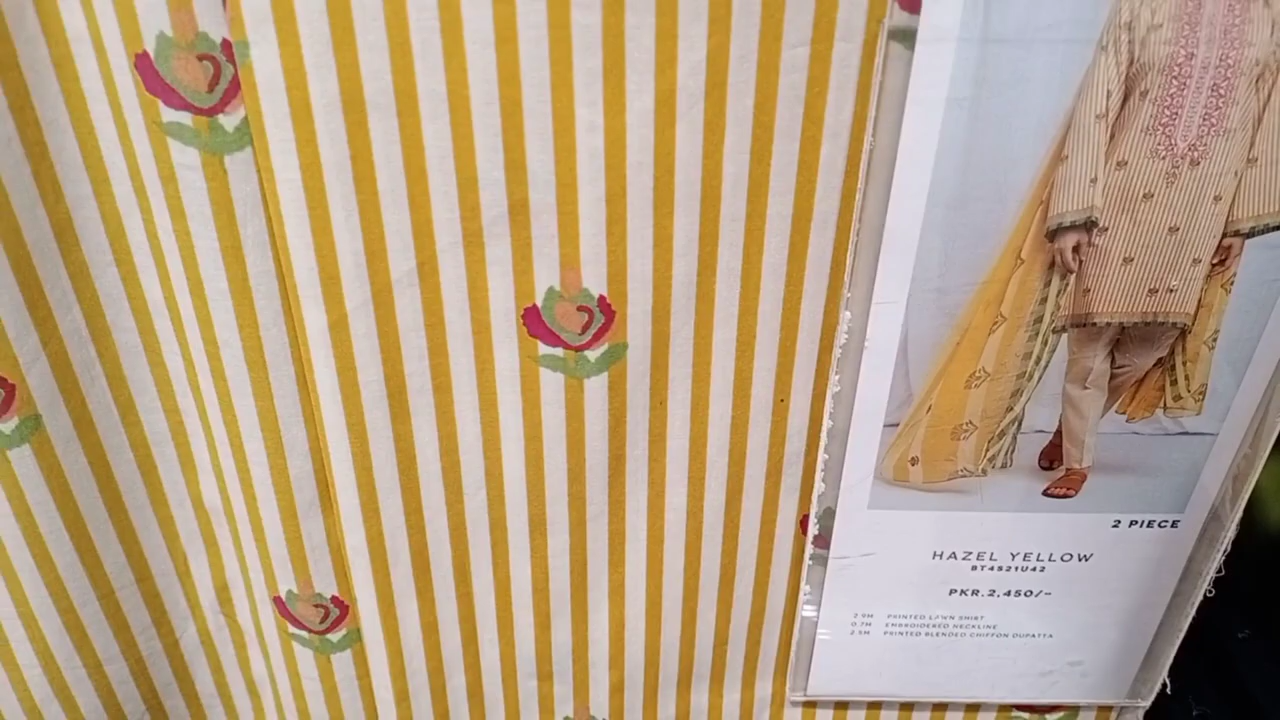 2 PIECE
HAZEL YELLOW
BT4S21U42
PKR.2,450/-
2.9M PRINTED LAWN SHIRT
0.7M EMBROIDERED NECKLINE
2.5M PRINTED BLENDED CHIFFON DUPATTA